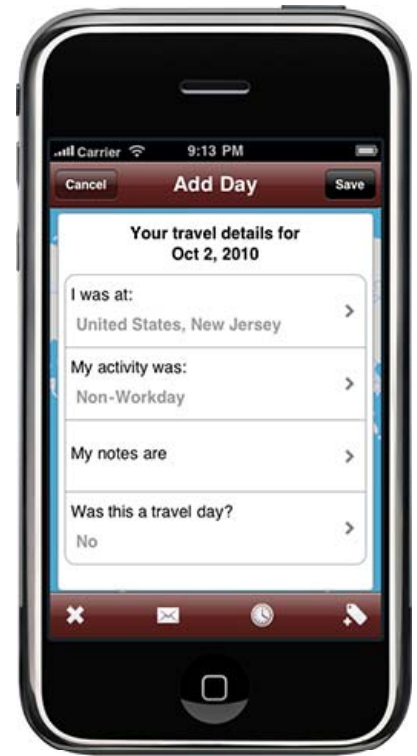 Carrier 9:13 PM
Cancel Add Day Save
Your travel details for
Oct 2, 2010
I was at:
United States, New Jersey
My activity was:
Non-Workday
My notes are
Was this a travel day?
No